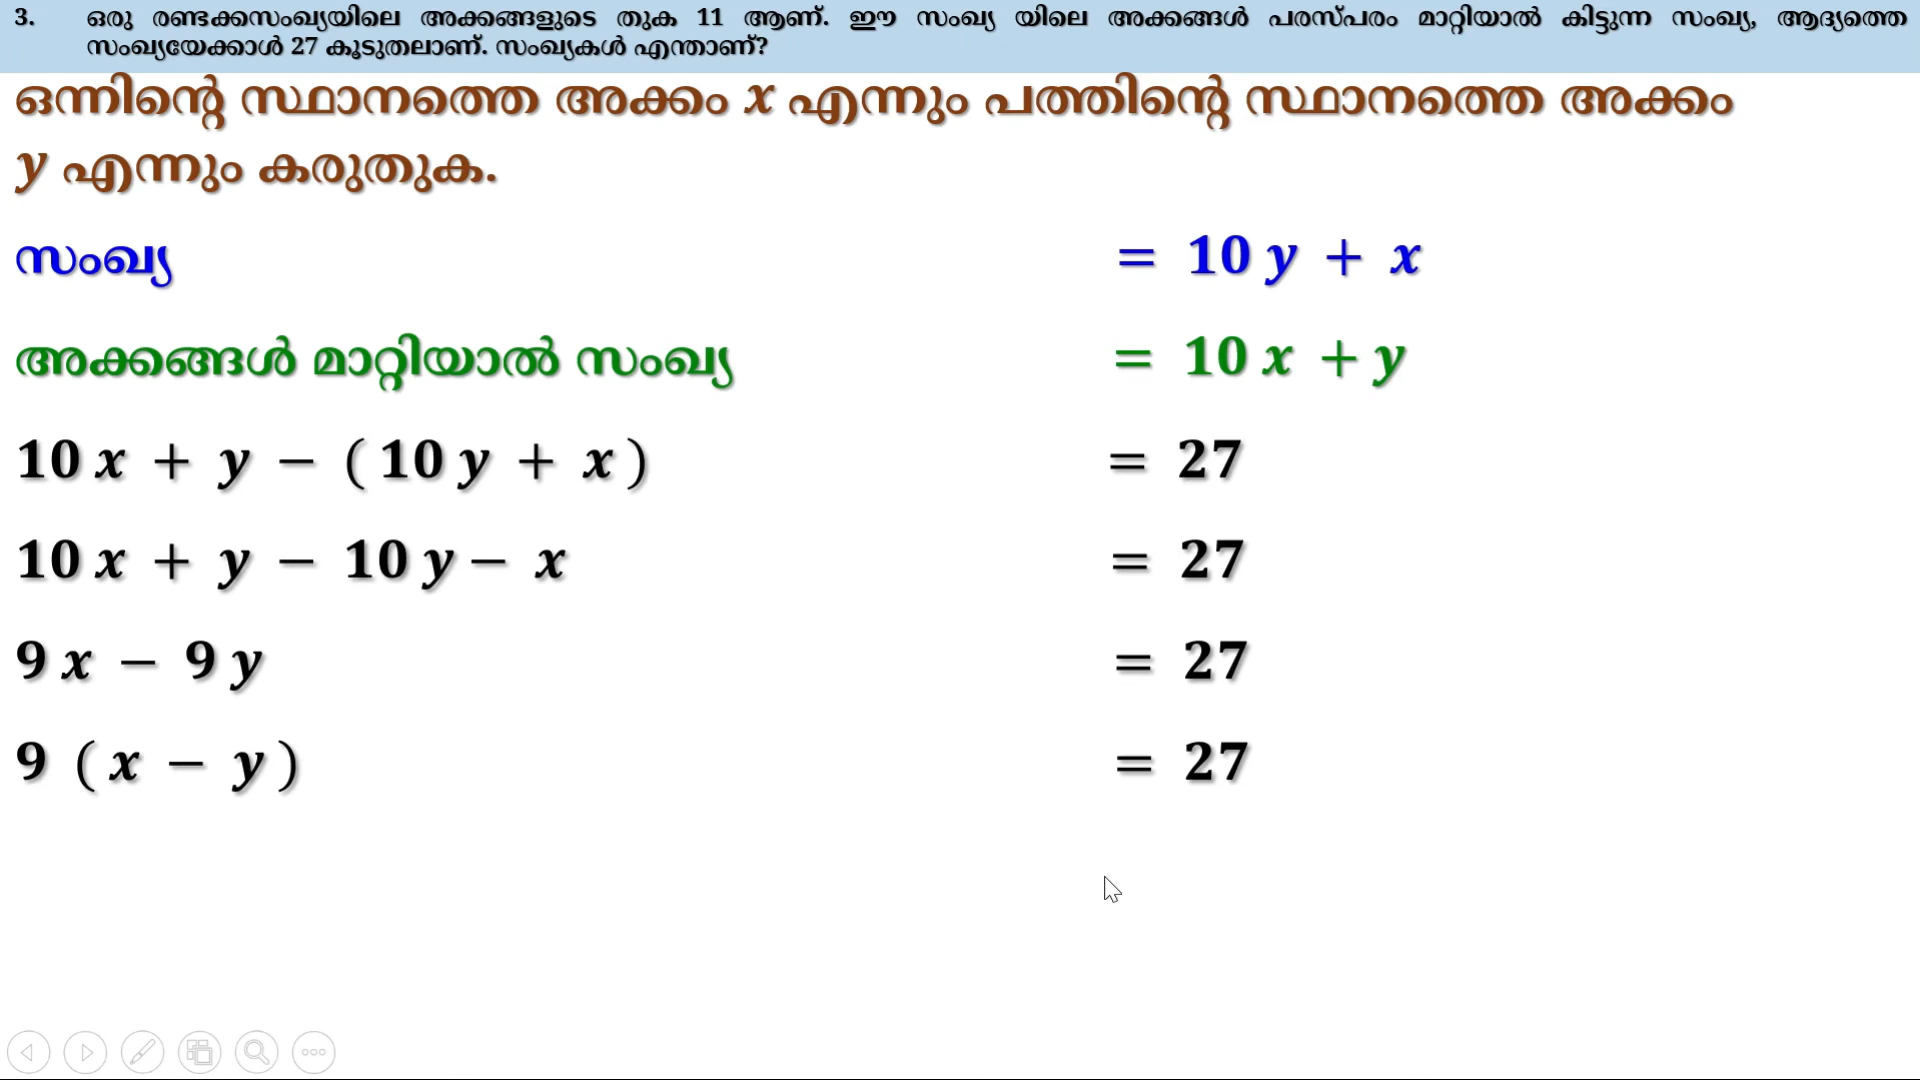 3. ഒരു രണ്ടക്കസംഖ്യയിലെ അക്കങ്ങളുടെ തുക 11 ആണ്. ഈ സംഖ്യ യിലെ അക്കങ്ങൾ പരസ്പരം മാറ്റിയാൽ കിട്ടുന്ന സംഖ്യ, ആദ്യത്തെ
സംഖ്യയേക്കാൾ 27 കൂടുതലാണ്. സംഖ്യകൾ എന്താണ്?
ഒന്നിന്റെ സ്ഥാനത്തെ അക്കം x എന്നും പത്തിന്റെ സ്ഥാനത്തെ അക്കം
y എന്നും കരുതുക.
സംഖ്യ = 10 y + x
അക്കങ്ങൾ മാറ്റിയാൽ സംഖ്യ = 10 x + y
10 x + y − ( 10 y + x ) = 27
10 x + y − 10 y − x = 27
9 x − 9 y = 27
9 ( x − y ) = 27